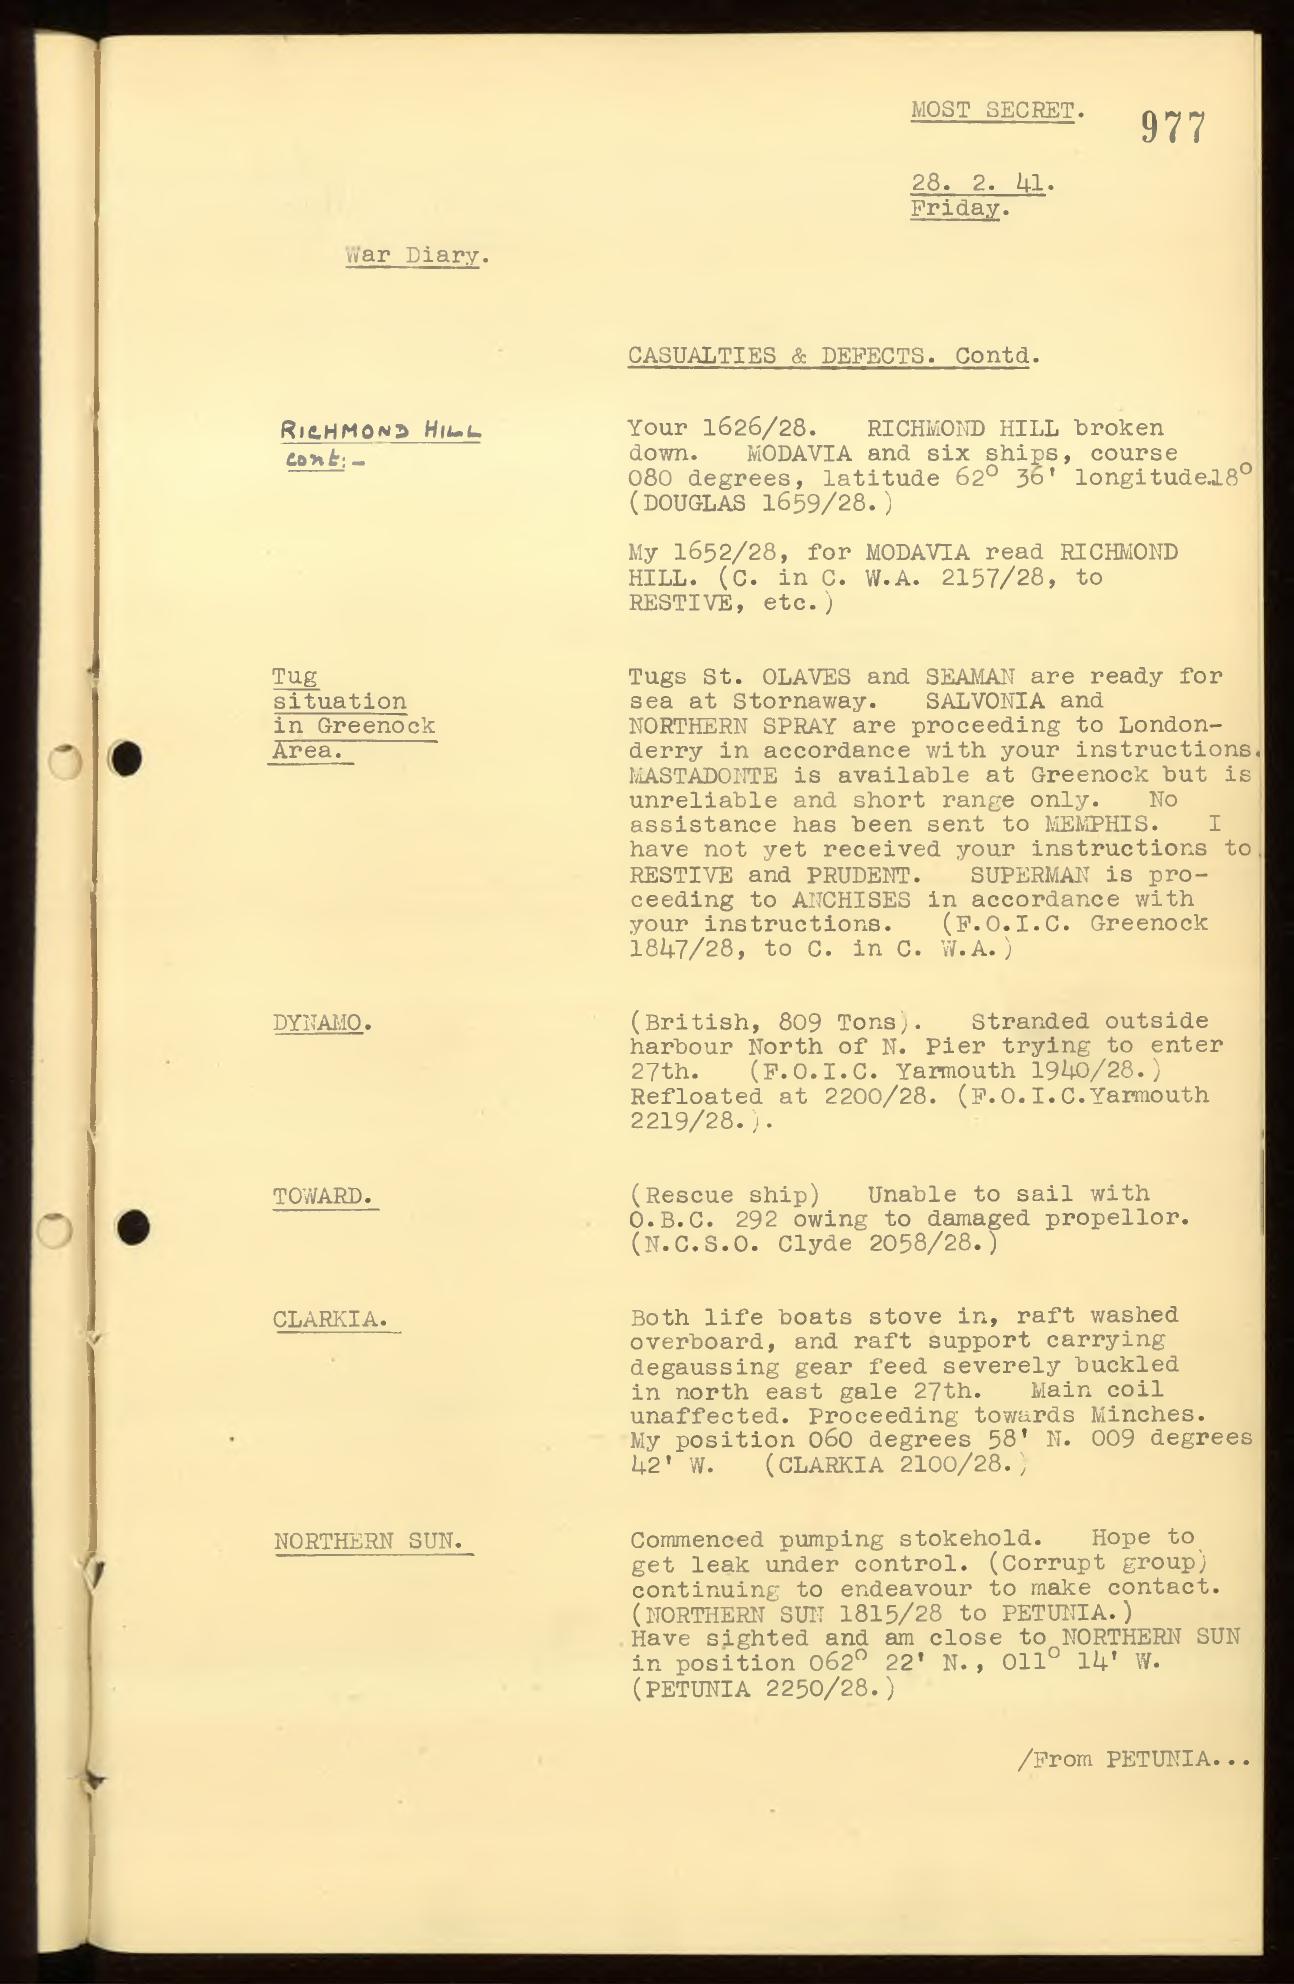 MOST SECRET.
977
28. 2. 41.
Friday.
War Diary.
CASUALTIES & DEFECTS. Contd.
RICHMOND HILL
cont:-
Your 1626/28. RICHMOND HILL broken
down. MODAVIA and six ships, course
080 degrees, latitude 62° 36' longitude.18°
(DOUGLAS 1659/28.)
My 1652/28, for MODAVIA read RICHMOND
HILL. (C. in C. W.A. 2157/28, to
RESTIVE, etc.)
Tug
situation
in Greenock
Area.
Tugs St. OLAVES and SEAMAN are ready for
sea at Stornaway. SALVONIA and
NORTHERN SPRAY are proceeding to London-
derry in accordance with your instructions.
MASTADONTE is available at Greenock but is
unreliable and short range only. No
assistance has been sent to MEMPHIS. I
have not yet received your instructions to
RESTIVE and PRUDENT. SUPERMAN is pro-
ceeding to ANCHISES in accordance with
your instructions. (F.O.I.C. Greenock
1847/28, to C. in C. W.A.)
DYNAMO.
(British, 809 Tons). Stranded outside
harbour North of N. Pier trying to enter
27th. (F.O.I.C. Yarmouth 1940/28.)
Refloated at 2200/28. (F.O.I.C.Yarmouth
2219/28.).
TOWARD.
(Rescue ship) Unable to sail with
O.B.C. 292 owing to damaged propellor.
(N.C.S.O. Clyde 2058/28.)
CLARKIA.
Both life boats stove in, raft washed
overboard, and raft support carrying
degaussing gear feed severely buckled
in north east gale 27th. Main coil
unaffected. Proceeding towards Minches.
My position 060 degrees 58' N. 009 degrees
42' W. (CLARKIA 2100/28.)
NORTHERN SUN.
Commenced pumping stokehold. Hope to
get leak under control. (Corrupt group)
continuing to endeavour to make contact.
(NORTHERN SUN 1815/28 to PETUNIA.)
Have sighted and am close to NORTHERN SUN
in position 062° 22' N., 011° 14' W.
(PETUNIA 2250/28.)
/From PETUNIA...